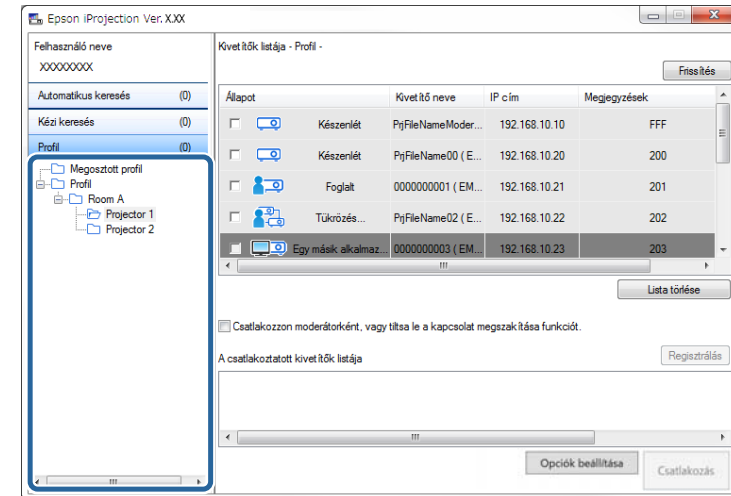 Epson iProjection Ver. X.XX
Felhasználó neve
XXXXXXXX
Automatikus keresés (0)
Kézi keresés (0)
Profil (0)
Megosztott profil
Profil
Room A
Projector 1
Projector 2
Kivetítők listája - Profil -
Frissítés
Állapot Kivetítő neve IP cím Megjegyzések
Készenlét PrjFileNameModer... 192.168.10.10 FFF
Készenlét PrjFileName00 ( E... 192.168.10.20 200
Foglalt 0000000001 ( EM... 192.168.10.21 201
Tükrözés... PrjFileName02 ( E... 192.168.10.22 202
Egy másik alkalmaz... 0000000003 ( EM... 192.168.10.23 203
Lista törlése
Csatlakozzon moderátorként, vagy tiltsa le a kapcsolat megszakítása funkciót.
A csatlakoztatott kivetítők listája
Regisztrálás
Opciók beállítása
Csatlakozás